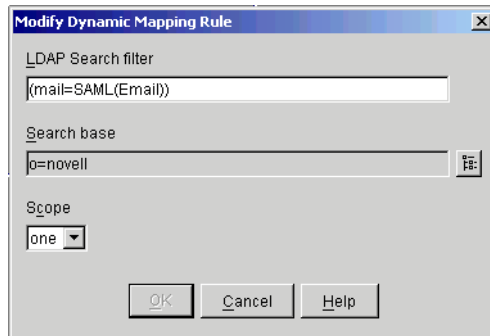 Modify Dynamic Mapping Rule
LDAP Search filter
(mail=SAML(Email))
Search base
o=novell
Scope
one
OK Cancel Help